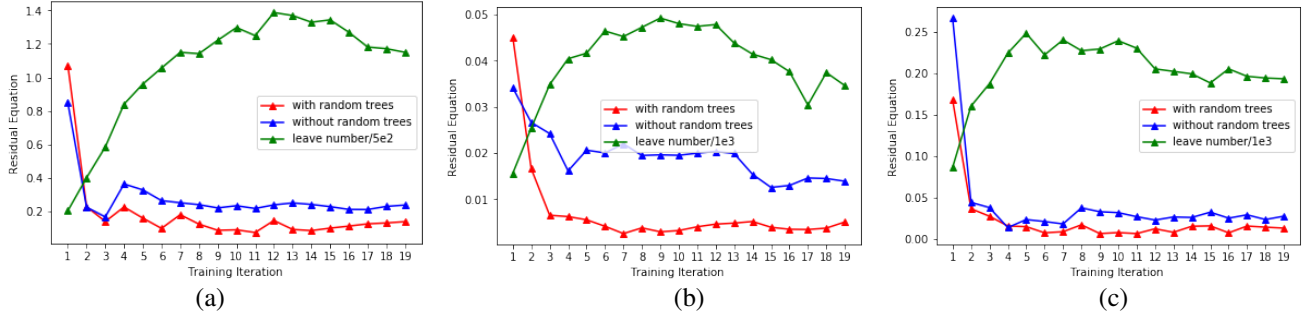 1.4
1.2
1.0
0.8
0.6
0.4
0.2
Residual Equation
with random trees
without random trees
leave number/5e2
1 2 3 4 5 6 7 8 9 10 11 12 13 14 15 16 17 18 19
Training Iteration
(a)
0.05
0.04
0.03
0.02
0.01
Residual Equation
with random trees
without random trees
leave number/1e3
1 2 3 4 5 6 7 8 9 10 11 12 13 14 15 16 17 18 19
Training Iteration
(b)
0.25
0.20
0.15
0.10
0.05
0.00
Residual Equation
with random trees
without random trees
leave number/1e3
1 2 3 4 5 6 7 8 9 10 11 12 13 14 15 16 17 18 19
Training Iteration
(c)